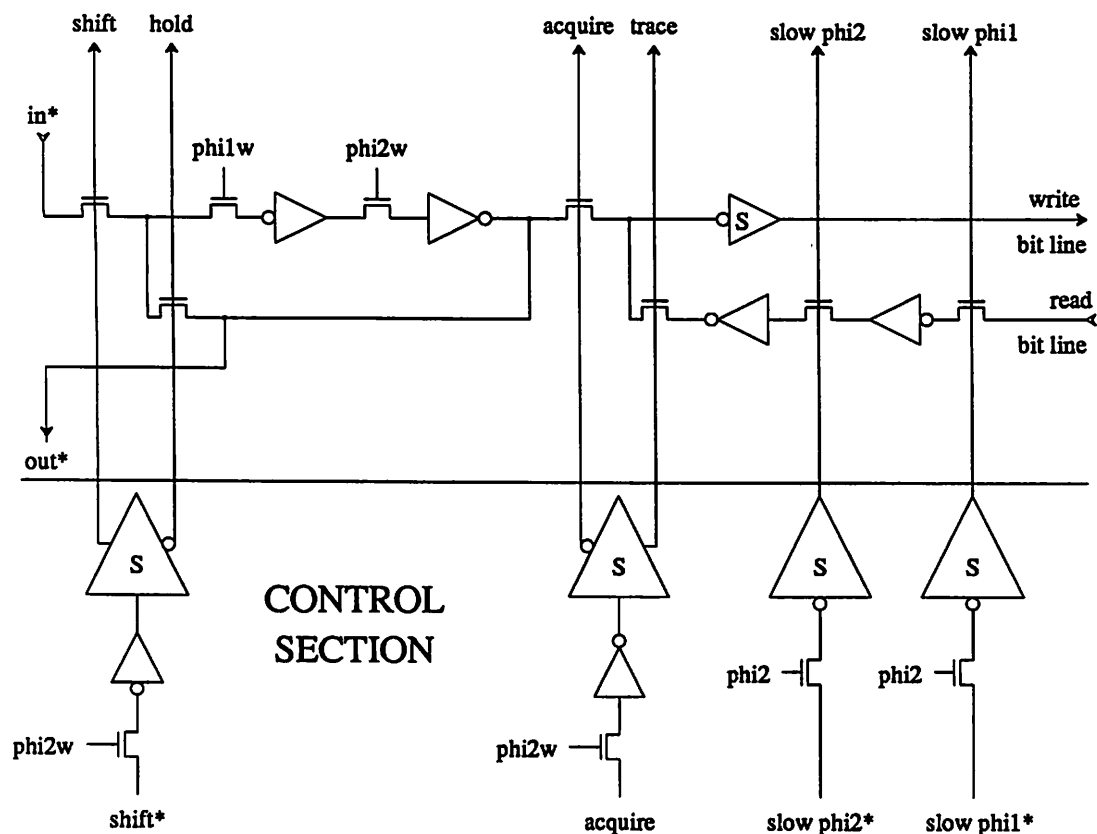 shift hold acquire trace slow phi2 slow phi1
in*
phi1w phi2w
S write
bit line
read
bit line
out*
S S S S
CONTROL
SECTION
phi2 phi2
phi2w phi2w
shift* acquire slow phi2* slow phi1*